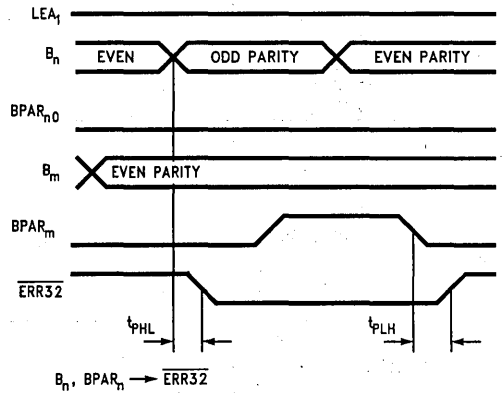 LEA1
Bn EVEN ODD PARITY EVEN PARITY
BPARn0
Bm EVEN PARITY
BPARm
ERR32
tPHL tPLH
Bn, BPARn → ERR32